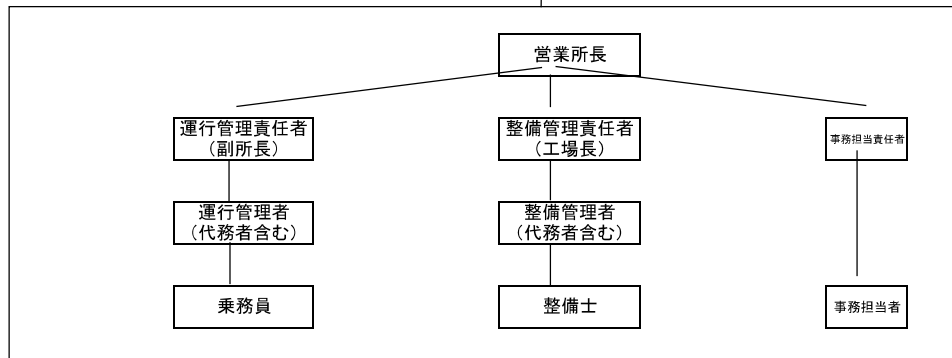 営業所長
運行管理責任者
（副所長）
整備管理責任者
（工場長）
事務担当責任者
運行管理者
（代務者含む）
整備管理者
（代務者含む）
乗務員
整備士
事務担当者